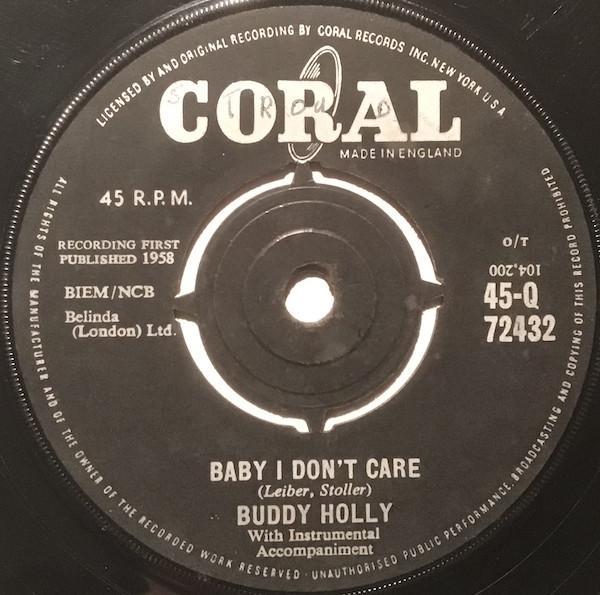 LICENSED BY AND ORIGINAL RECORDING BY CORAL RECORDS INC. NEW YORK U S A
CORAL
MADE IN ENGLAND
45 R.P.M.
RECORDING FIRST
PUBLISHED 1958
BIEM/NCB
Belinda
(London) Ltd.
O/T
104,200
45-Q
72432
BABY I DON'T CARE
(Leiber, Stoller)
BUDDY HOLLY
With Instrumental
Accompaniment
ALL RIGHTS OF THE MANUFACTURER AND OF THE OWNER OF THE RECORDED WORK RESERVED · UNAUTHORISED PUBLIC PERFORMANCE, BROADCASTING AND COPYING OF THIS RECORD PROHIBITED